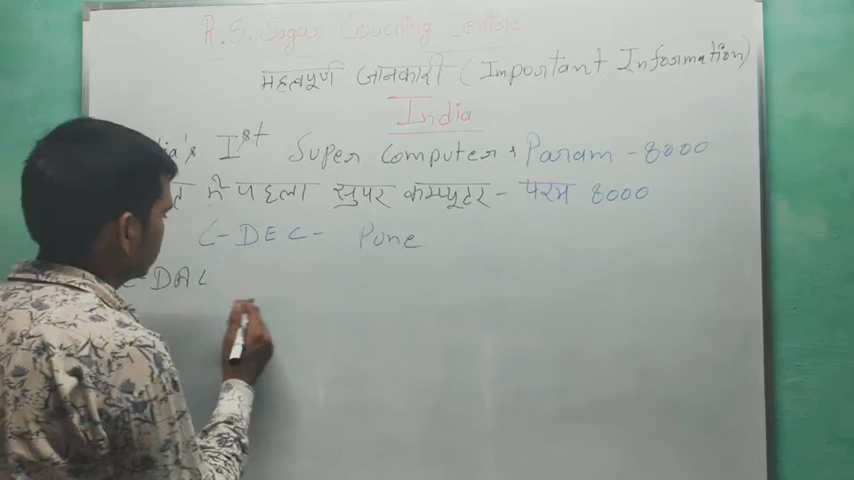 R.S. Sagar Coaching Centre
महत्वपूर्ण जानकारी (Important Information)
India
Ist Super Computer : Param - 8000
में पहला सुपर कम्प्यूटर - परम 8000
C-DEC- Pune
C-DAC